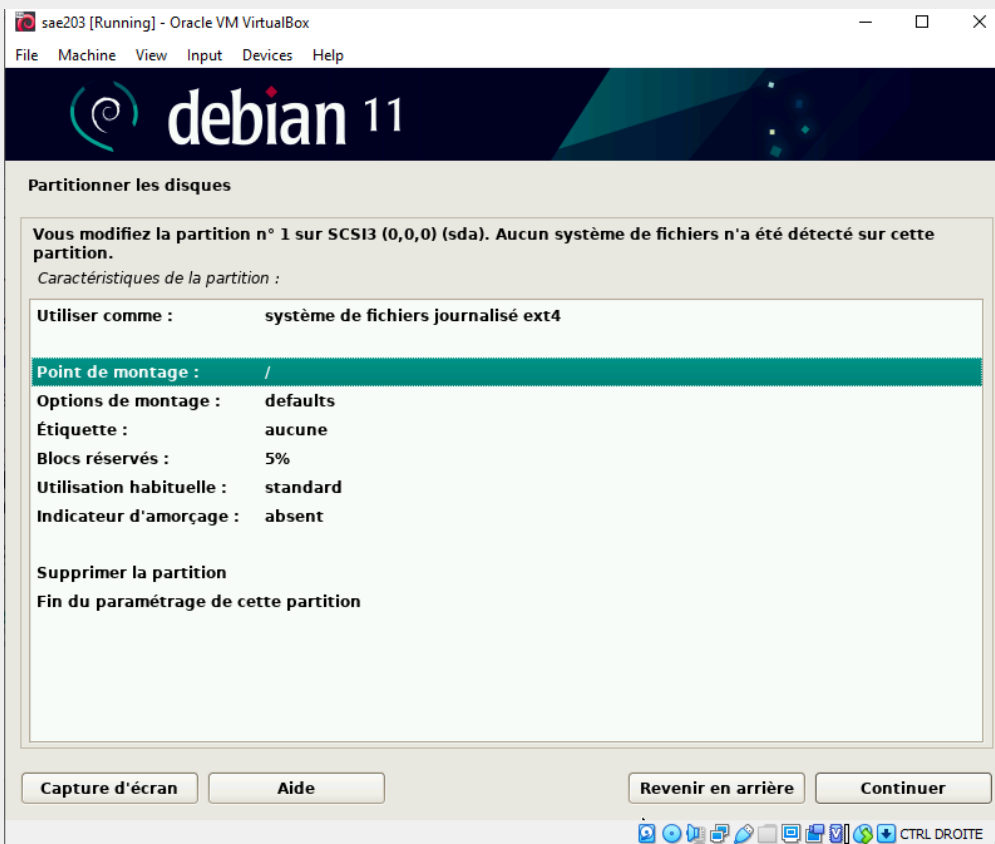 sae203 [Running] - Oracle VM VirtualBox
File Machine View Input Devices Help
debian 11
Partitionner les disques
Vous modifiez la partition n° 1 sur SCSI3 (0,0,0) (sda). Aucun système de fichiers n'a été détecté sur cette
partition.
Caractéristiques de la partition :
Utiliser comme : système de fichiers journalisé ext4
Point de montage : /
Options de montage : defaults
Étiquette : aucune
Blocs réservés : 5%
Utilisation habituelle : standard
Indicateur d'amorçage : absent
Supprimer la partition
Fin du paramétrage de cette partition
Capture d'écran Aide Revenir en arrière Continuer
CTRL DROITE